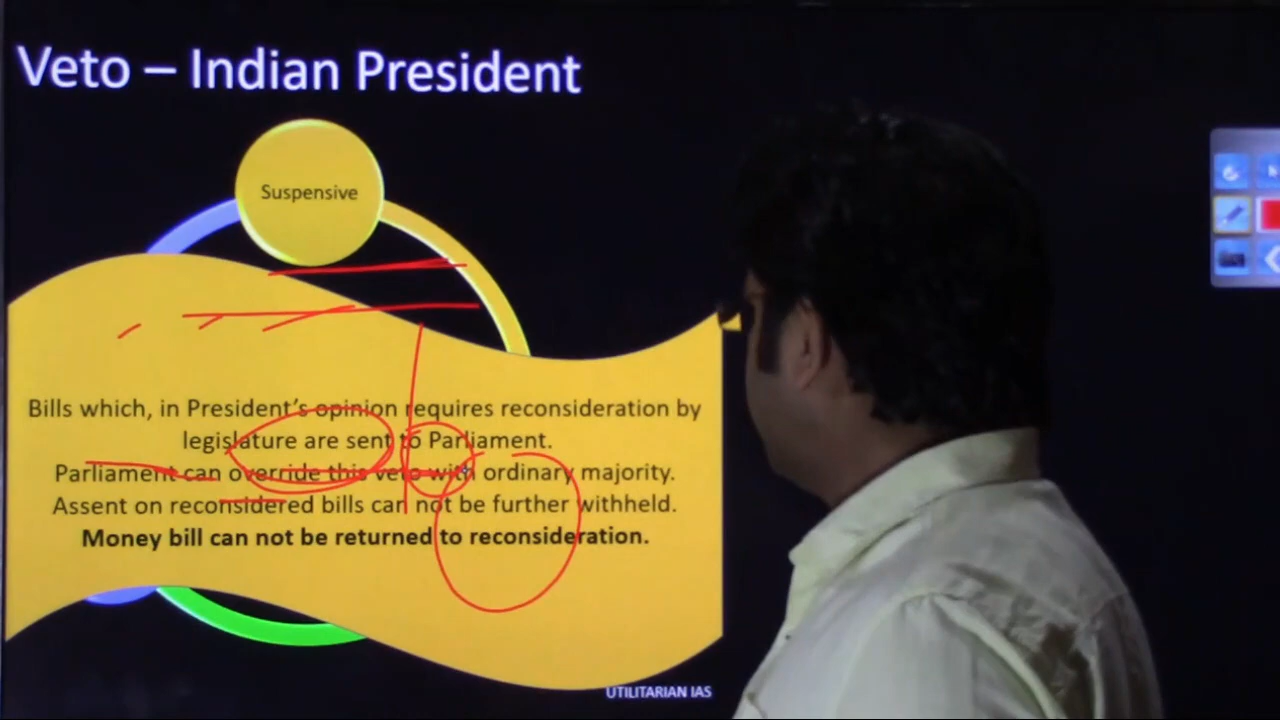 Veto – Indian President
Suspensive
Bills which, in President's opinion requires reconsideration by
legislature are sent to Parliament.
Parliament can override this veto with ordinary majority.
Assent on reconsidered bills can not be further withheld.
Money bill can not be returned to reconsideration.
UTILITARIAN IAS